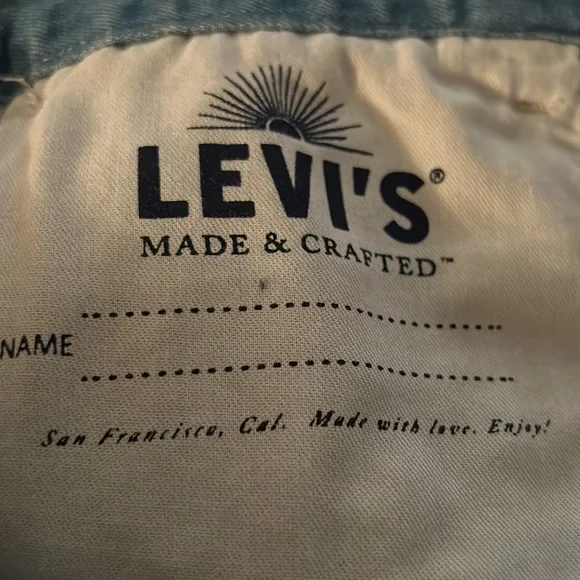 LEVI'S®
MADE & CRAFTED™
NAME
San Francisco, Cal. Made with love. Enjoy!